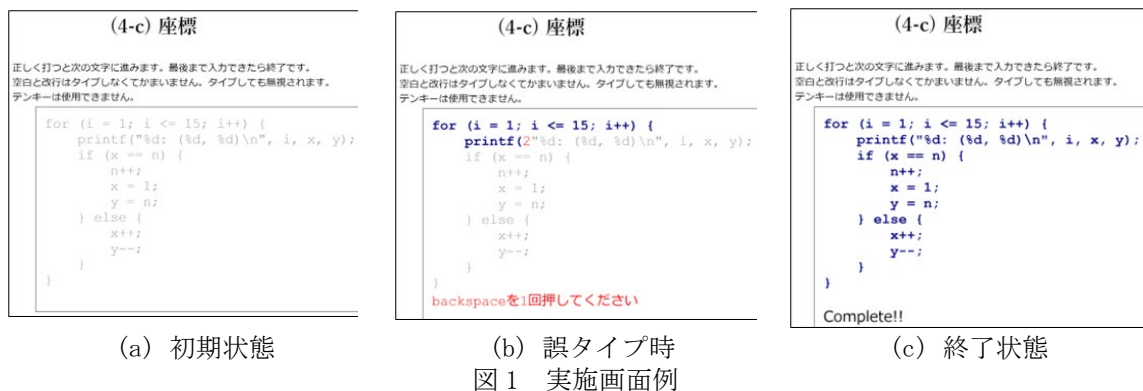 (4-c) 座標
正しく打つと次の文字に進みます。最後まで入力できたら終了です。
空白と改行はタイプしなくてかまいません。タイプしても無視されます。
テンキーは使用できません。
for (i = 1; i <= 15; i++) {
printf("%d: (%d, %d)\n", i, x, y);
if (x == n) {
n++;
x = 1;
y = n;
} else {
x++;
y--;
}
}
(a) 初期状態
(4-c) 座標
正しく打つと次の文字に進みます。最後まで入力できたら終了です。
空白と改行はタイプしなくてかまいません。タイプしても無視されます。
テンキーは使用できません。
for (i = 1; i <= 15; i++) {
printf(2"%d: (%d, %d)\n", i, x, y);
if (x == n) {
n++;
x = 1;
y = n;
} else {
x++;
y--;
}
}
backspaceを1回押してください
(b) 誤タイプ時
(4-c) 座標
正しく打つと次の文字に進みます。最後まで入力できたら終了です。
空白と改行はタイプしなくてかまいません。タイプしても無視されます。
テンキーは使用できません。
for (i = 1; i <= 15; i++) {
printf("%d: (%d, %d)\n", i, x, y);
if (x == n) {
n++;
x = 1;
y = n;
} else {
x++;
y--;
}
}
Complete!!
(c) 終了状態
図1 実施画面例